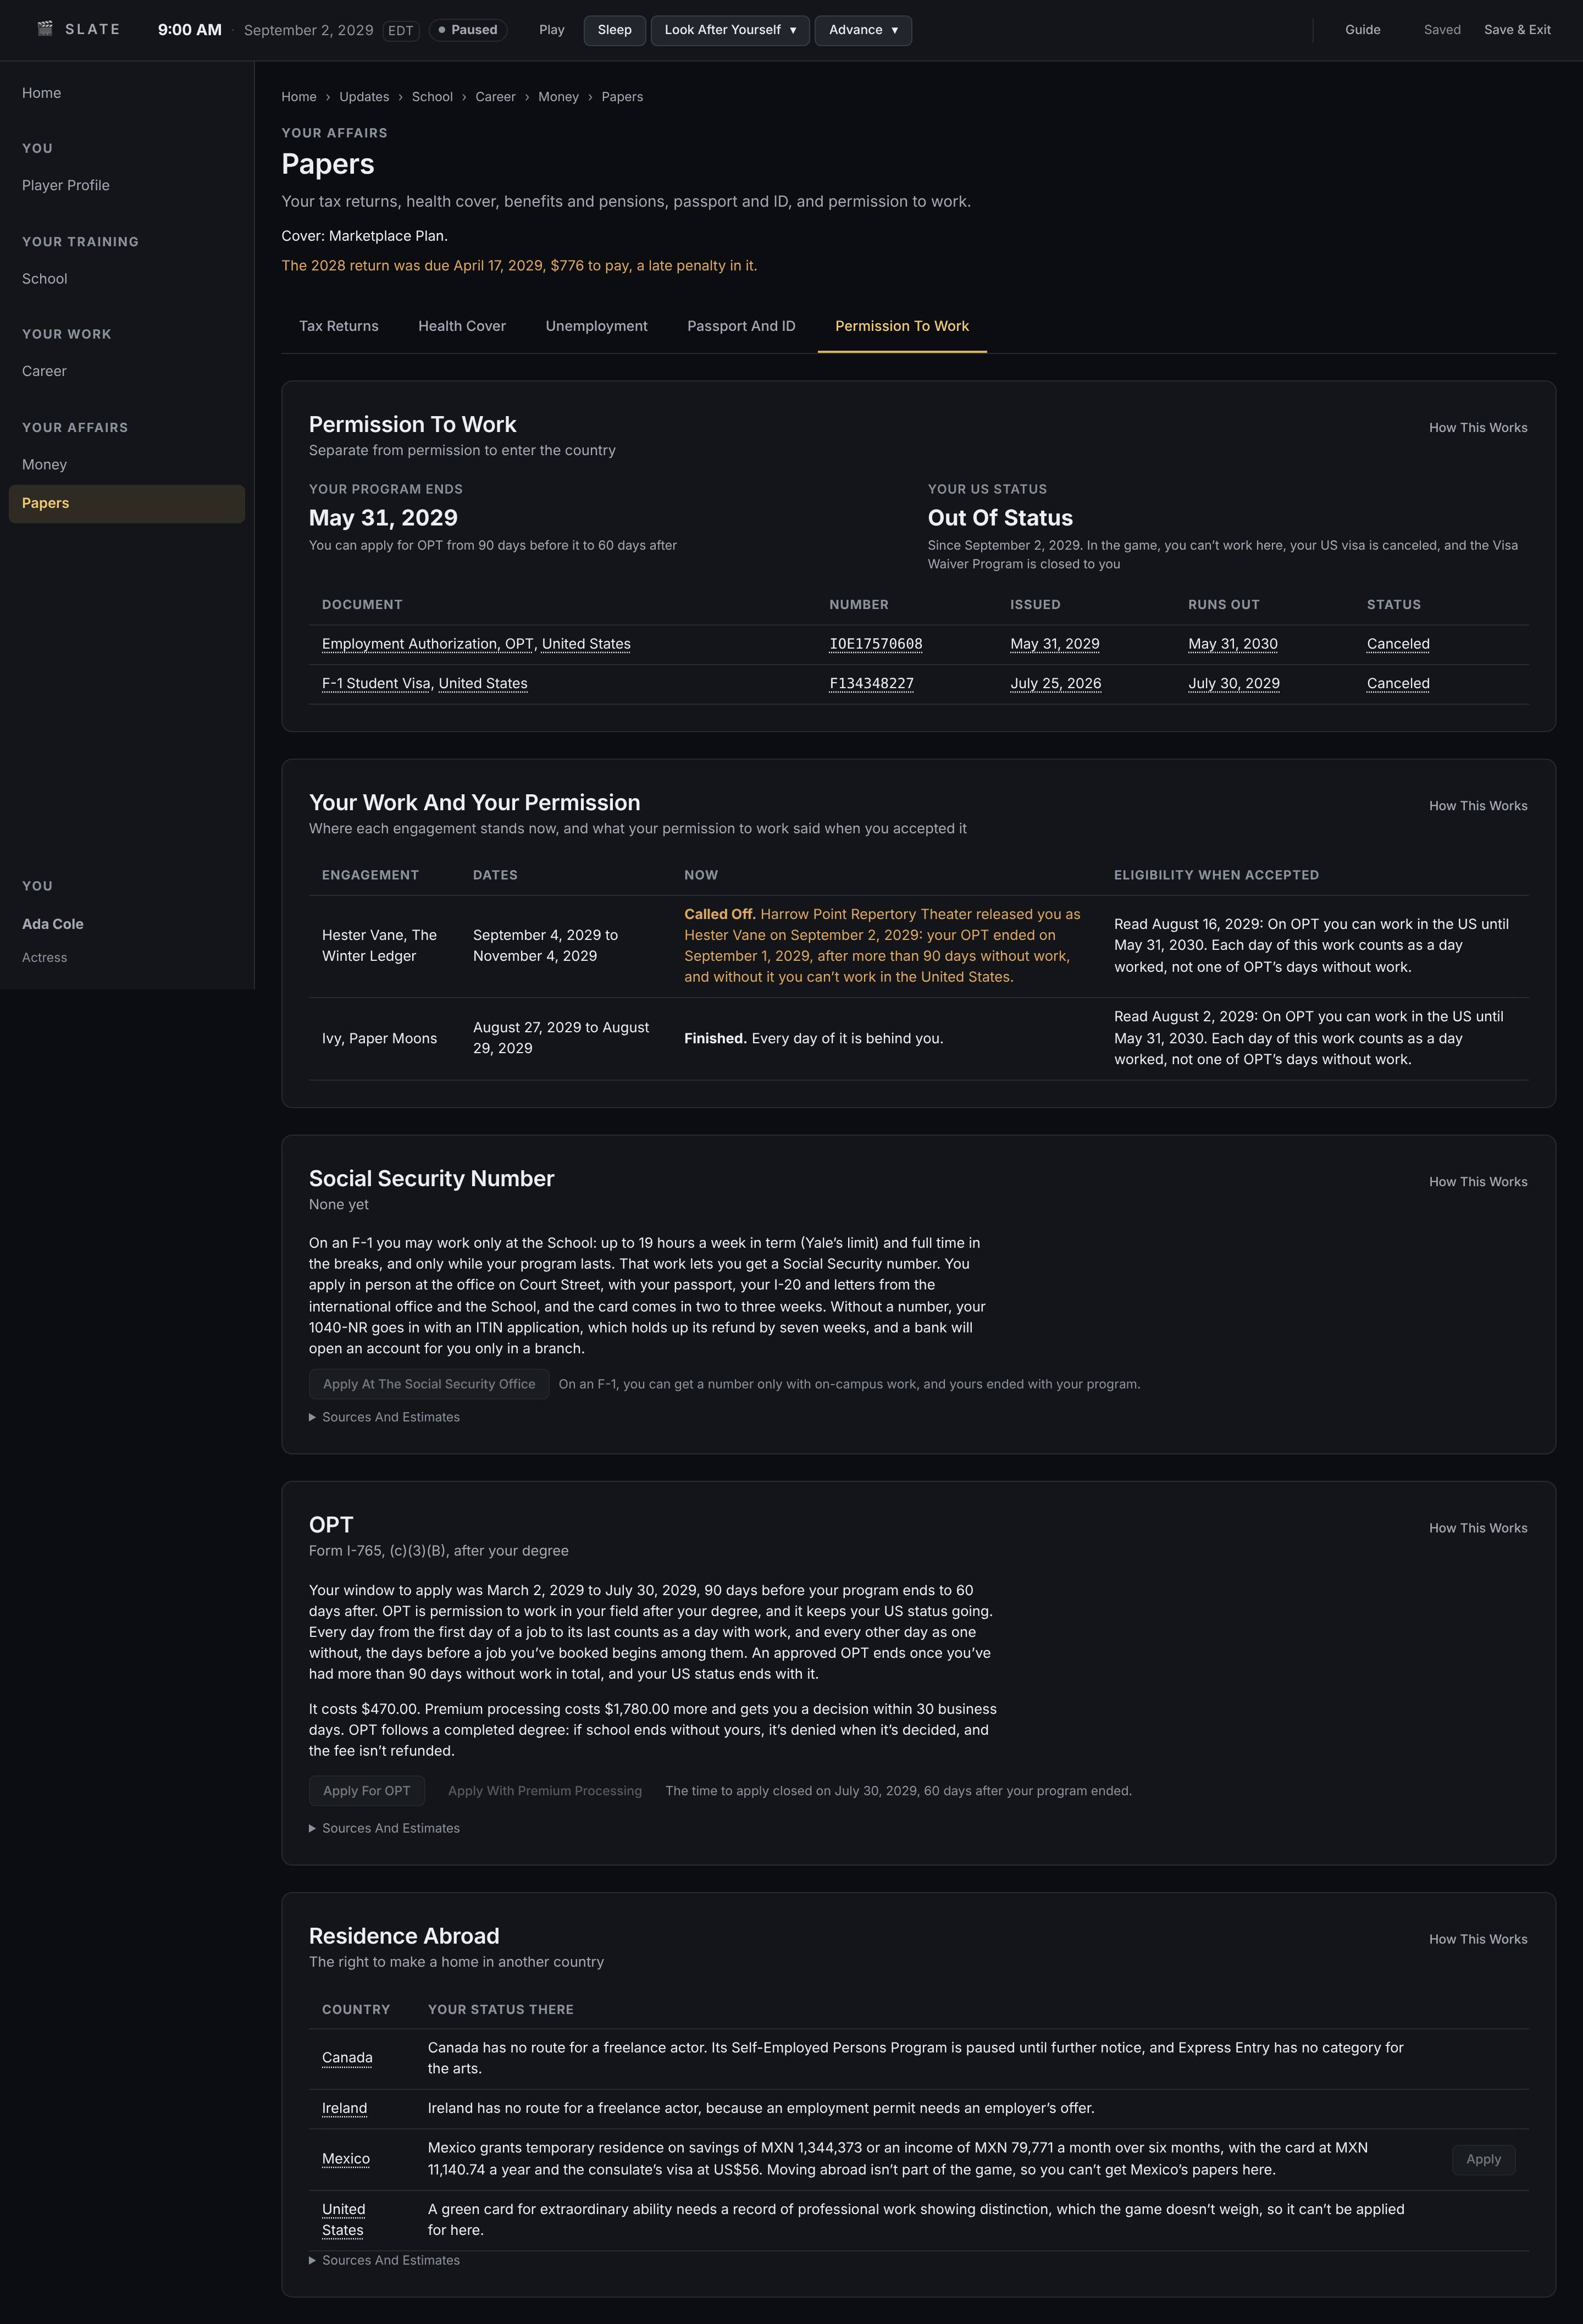 🎬 SLATE
9:00 AM · September 2, 2029 EDT
Paused
Play
Sleep
Look After Yourself ▾
Advance ▾
Guide
Saved
Save & Exit
Home
YOU
Player Profile
YOUR TRAINING
School
YOUR WORK
Career
YOUR AFFAIRS
Money
Papers
YOU
Ada Cole
Actress
Home › Updates › School › Career › Money › Papers
YOUR AFFAIRS
Papers
Your tax returns, health cover, benefits and pensions, passport and ID, and permission to work.
Cover: Marketplace Plan.
The 2028 return was due April 17, 2029, $776 to pay, a late penalty in it.
Tax Returns
Health Cover
Unemployment
Passport And ID
Permission To Work
Permission To Work
How This Works
Separate from permission to enter the country
YOUR PROGRAM ENDS
May 31, 2029
You can apply for OPT from 90 days before it to 60 days after
YOUR US STATUS
Out Of Status
Since September 2, 2029. In the game, you can’t work here, your US visa is canceled, and the Visa
Waiver Program is closed to you
DOCUMENT NUMBER ISSUED RUNS OUT STATUS
Employment Authorization, OPT, United States IOE17570608 May 31, 2029 May 31, 2030 Canceled
F-1 Student Visa, United States F134348227 July 25, 2026 July 30, 2029 Canceled
Your Work And Your Permission
How This Works
Where each engagement stands now, and what your permission to work said when you accepted it
ENGAGEMENT DATES NOW ELIGIBILITY WHEN ACCEPTED
Hester Vane, The
Winter Ledger
September 4, 2029 to
November 4, 2029
Called Off. Harrow Point Repertory Theater released you as
Hester Vane on September 2, 2029: your OPT ended on
September 1, 2029, after more than 90 days without work,
and without it you can’t work in the United States.
Read August 16, 2029: On OPT you can work in the US until
May 31, 2030. Each day of this work counts as a day
worked, not one of OPT’s days without work.
Ivy, Paper Moons
August 27, 2029 to August
29, 2029
Finished. Every day of it is behind you.
Read August 2, 2029: On OPT you can work in the US until
May 31, 2030. Each day of this work counts as a day
worked, not one of OPT’s days without work.
Social Security Number
How This Works
None yet
On an F-1 you may work only at the School: up to 19 hours a week in term (Yale’s limit) and full time in
the breaks, and only while your program lasts. That work lets you get a Social Security number. You
apply in person at the office on Court Street, with your passport, your I-20 and letters from the
international office and the School, and the card comes in two to three weeks. Without a number, your
1040-NR goes in with an ITIN application, which holds up its refund by seven weeks, and a bank will
open an account for you only in a branch.
Apply At The Social Security Office
On an F-1, you can get a number only with on-campus work, and yours ended with your program.
▶ Sources And Estimates
OPT
How This Works
Form I-765, (c)(3)(B), after your degree
Your window to apply was March 2, 2029 to July 30, 2029, 90 days before your program ends to 60
days after. OPT is permission to work in your field after your degree, and it keeps your US status going.
Every day from the first day of a job to its last counts as a day with work, and every other day as one
without, the days before a job you’ve booked begins among them. An approved OPT ends once you’ve
had more than 90 days without work in total, and your US status ends with it.
It costs $470.00. Premium processing costs $1,780.00 more and gets you a decision within 30 business
days. OPT follows a completed degree: if school ends without yours, it’s denied when it’s decided, and
the fee isn’t refunded.
Apply For OPT
Apply With Premium Processing
The time to apply closed on July 30, 2029, 60 days after your program ended.
▶ Sources And Estimates
Residence Abroad
How This Works
The right to make a home in another country
COUNTRY YOUR STATUS THERE
Canada
Canada has no route for a freelance actor. Its Self-Employed Persons Program is paused until further notice, and Express Entry has no category for
the arts.
Ireland
Ireland has no route for a freelance actor, because an employment permit needs an employer’s offer.
Mexico
Mexico grants temporary residence on savings of MXN 1,344,373 or an income of MXN 79,771 a month over six months, with the card at MXN
11,140.74 a year and the consulate’s visa at US$56. Moving abroad isn’t part of the game, so you can’t get Mexico’s papers here.
Apply
United
States
A green card for extraordinary ability needs a record of professional work showing distinction, which the game doesn’t weigh, so it can’t be applied
for here.
▶ Sources And Estimates